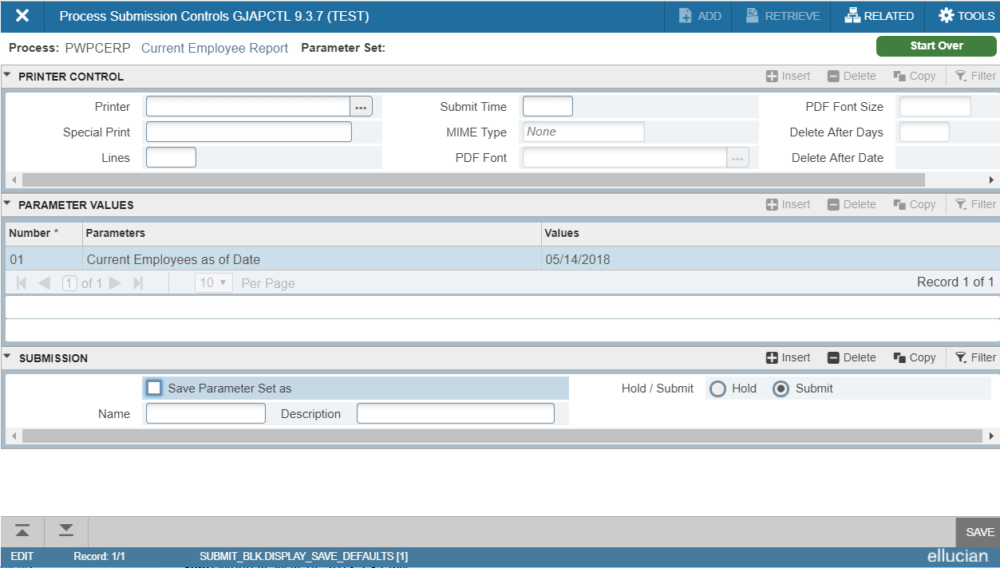 Process Submission Controls GJAPCTL 9.3.7 (TEST) ADD RETRIEVE RELATED TOOLS
Process: PWPCERP Current Employee Report Parameter Set: Start Over
PRINTER CONTROL Insert Delete Copy Filter
Printer ... Submit Time PDF Font Size
Special Print MIME Type None Delete After Days
Lines PDF Font ... Delete After Date
PARAMETER VALUES Insert Delete Copy Filter
Number * Parameters Values
01 Current Employees as of Date 05/14/2018
1 of 1 10 Per Page Record 1 of 1
SUBMISSION Insert Delete Copy Filter
Save Parameter Set as Hold / Submit Hold Submit
Name Description
SAVE
EDIT Record: 1/1 SUBMIT_BLK.DISPLAY_SAVE_DEFAULTS [1] ellucian